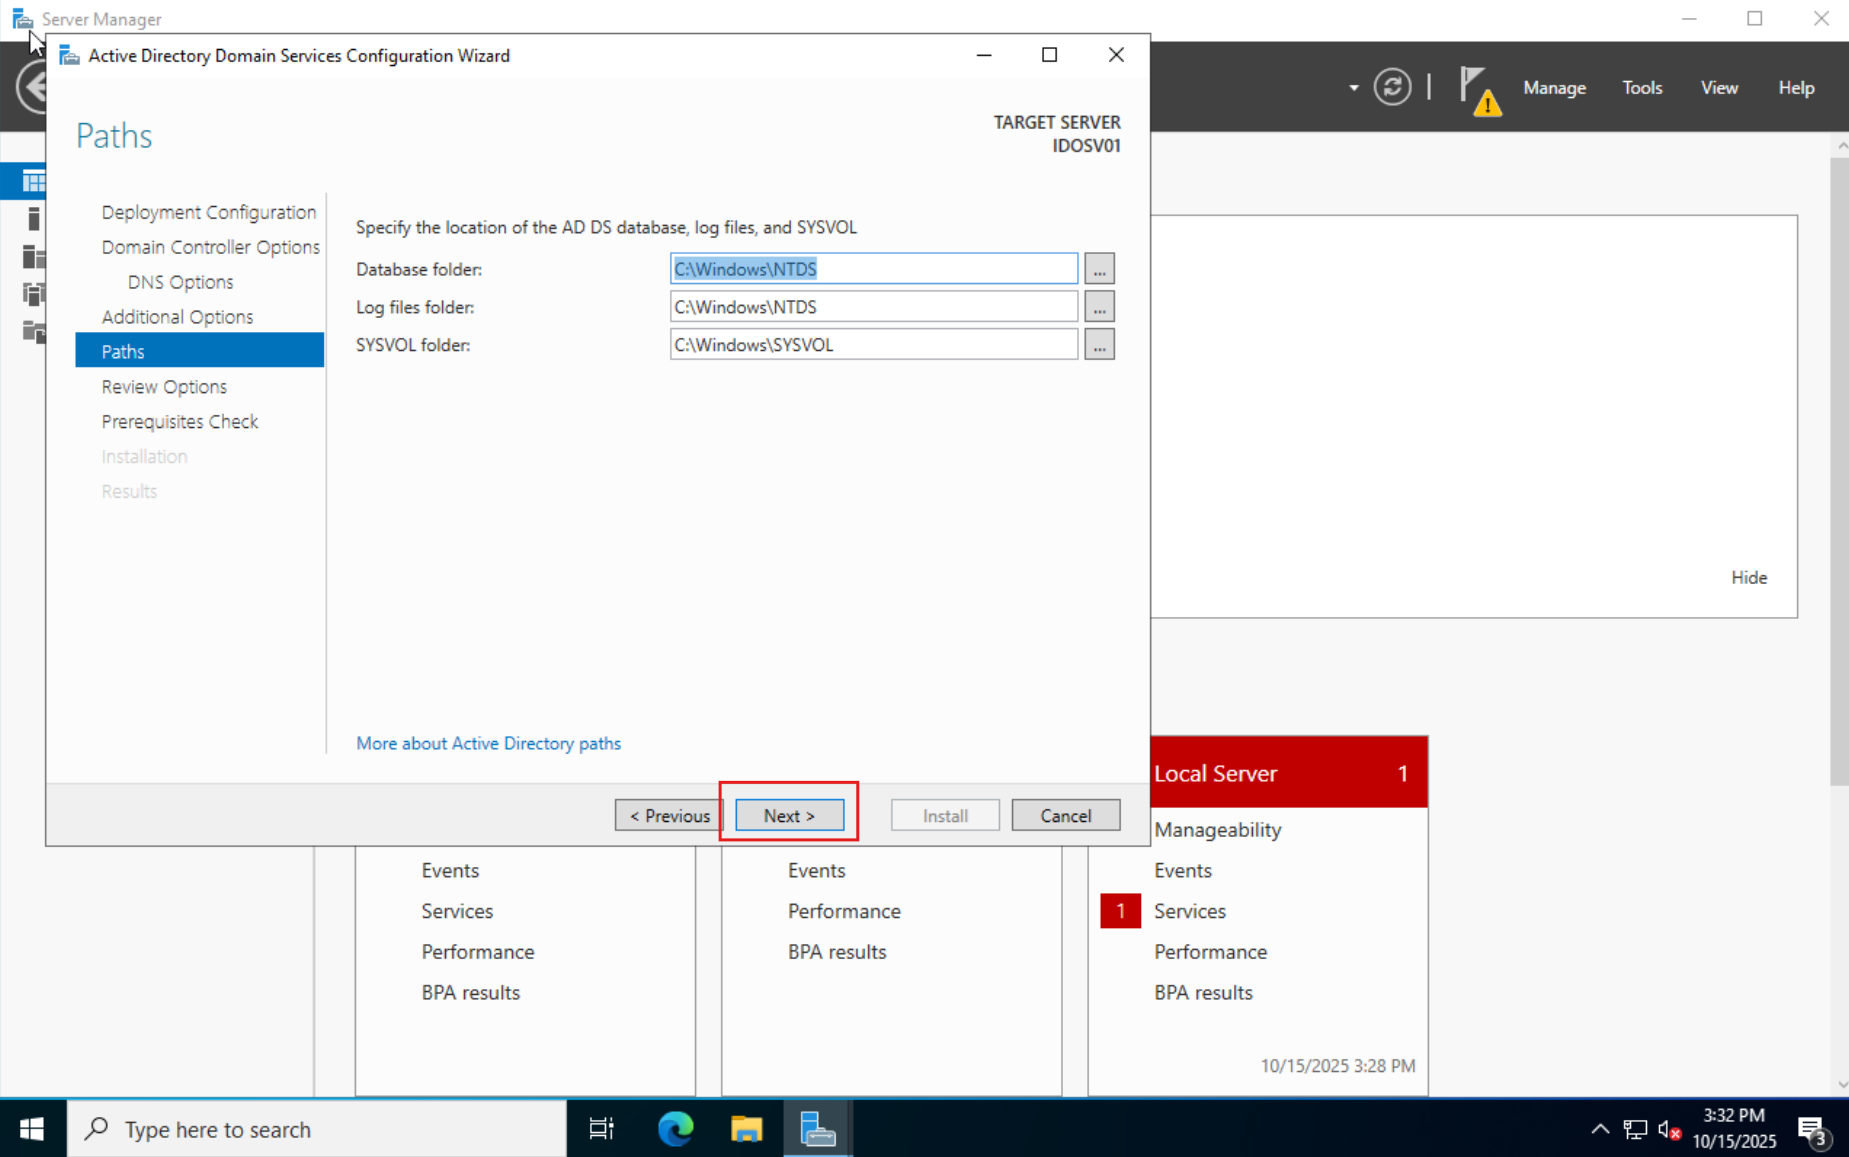 Server Manager
Active Directory Domain Services Configuration Wizard
Manage
Tools
View
Help
Paths
TARGET SERVER
IDOSV01
Deployment Configuration
Domain Controller Options
DNS Options
Additional Options
Paths
Review Options
Prerequisites Check
Installation
Results
Specify the location of the AD DS database, log files, and SYSVOL
Database folder:
C:\Windows\NTDS
...
Log files folder:
C:\Windows\NTDS
...
SYSVOL folder:
C:\Windows\SYSVOL
...
Hide
More about Active Directory paths
< Previous
Next >
Install
Cancel
Events
Services
Performance
BPA results
Events
Performance
BPA results
Local Server
1
Manageability
Events
1
Services
Performance
BPA results
10/15/2025 3:28 PM
Type here to search
3:32 PM
10/15/2025
3